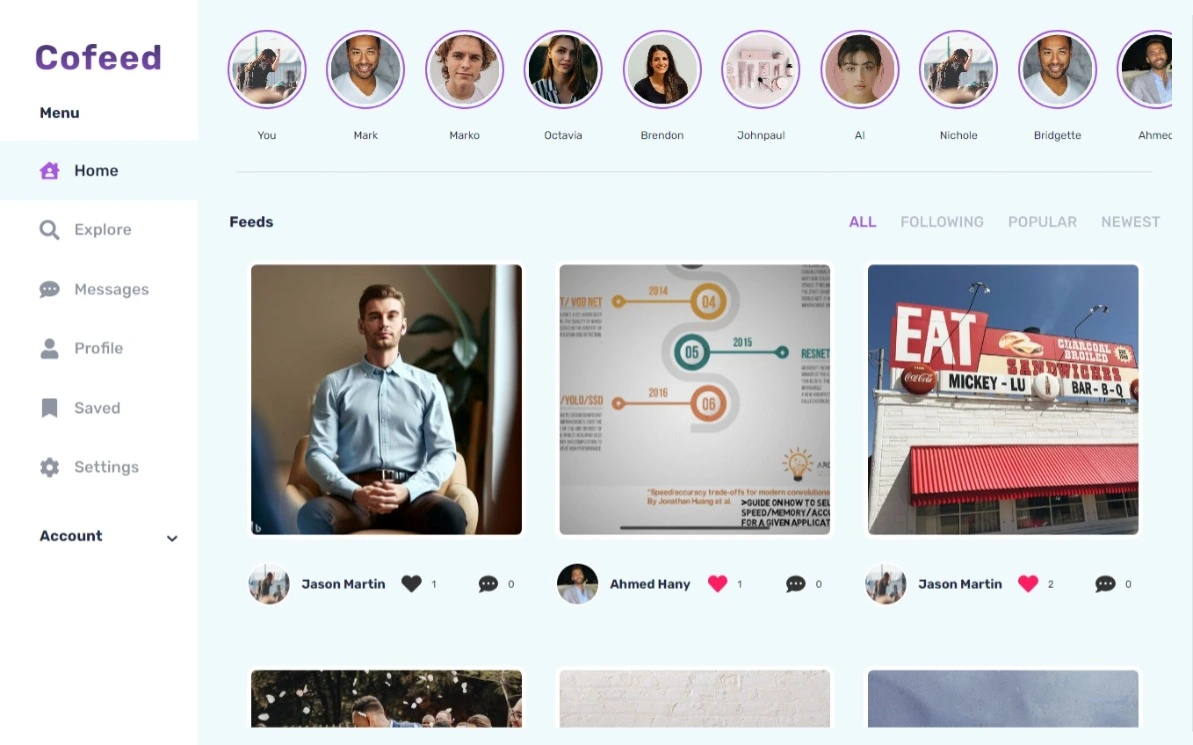 Cofeed
Menu
Home
Explore
Messages
Profile
Saved
Settings
Account
You
Mark
Marko
Octavia
Brendon
Johnpaul
Al
Nichole
Bridgette
Ahmed
Feeds
ALL FOLLOWING POPULAR NEWEST
2014
04
T/ VGG NET
05
2015
RESNET
/YOLO/SSD
2016
06
"Speed/accuracy trade-offs for modern convolutiona
By Jonathan Huang et al.
>GUIDE ON HOW TO SEL
SPEED/MEMORY/ACCU
FOR A GIVEN APPLICAT
EAT
CHARCOAL
BROILED
SANDWICHES
Coca-Cola
MICKEY - LU
BAR - B - Q
Jason Martin 1 0
Ahmed Hany 1 0
Jason Martin 2 0